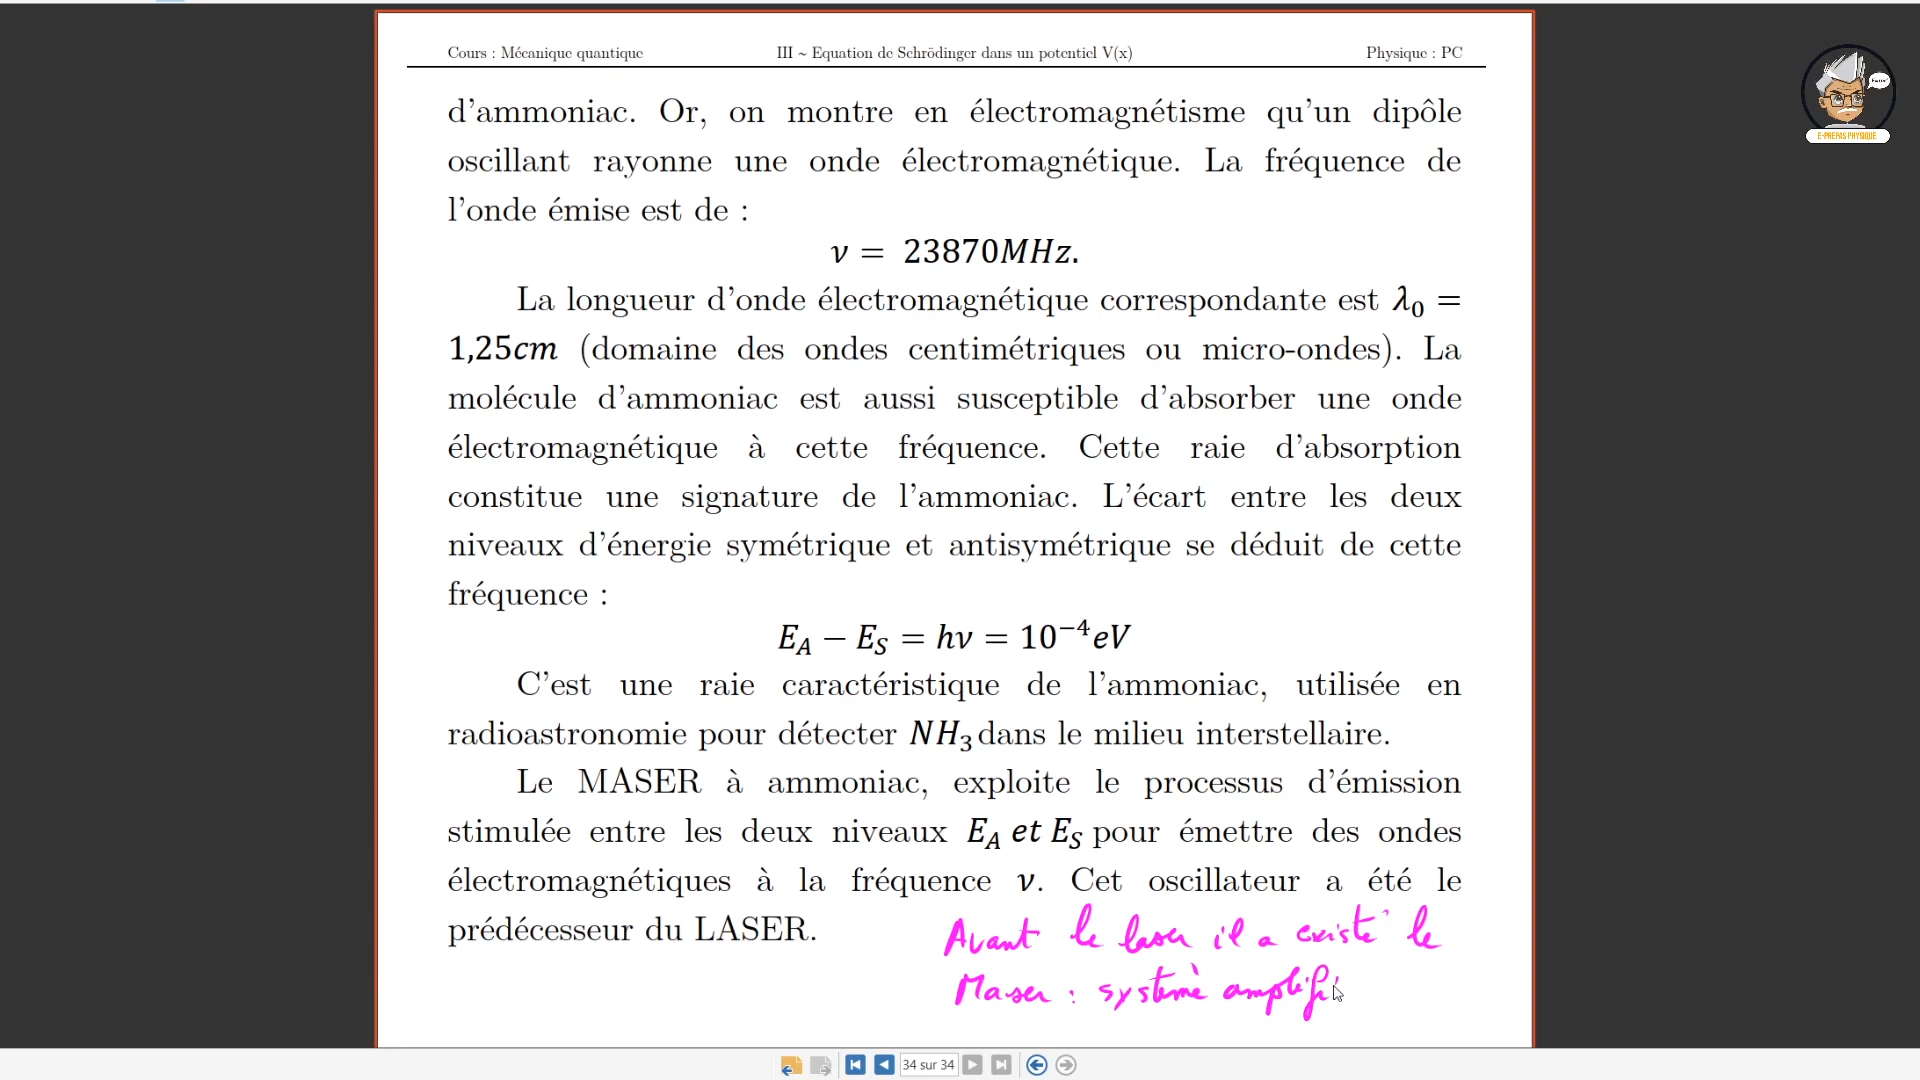 Cours : Mécanique quantique III ~ Equation de Schrödinger dans un potentiel V(x) Physique : PC
E-PREPAS PHYSIQUE
d'ammoniac. Or, on montre en électromagnétisme qu'un dipôle
oscillant rayonne une onde électromagnétique. La fréquence de
l'onde émise est de :
ν = 23870MHz.
La longueur d'onde électromagnétique correspondante est λ₀ =
1,25cm (domaine des ondes centimétriques ou micro-ondes). La
molécule d'ammoniac est aussi susceptible d'absorber une onde
électromagnétique à cette fréquence. Cette raie d'absorption
constitue une signature de l'ammoniac. L'écart entre les deux
niveaux d'énergie symétrique et antisymétrique se déduit de cette
fréquence :
E_A − E_S = hν = 10⁻⁴eV
C'est une raie caractéristique de l'ammoniac, utilisée en
radioastronomie pour détecter NH₃ dans le milieu interstellaire.
Le MASER à ammoniac, exploite le processus d'émission
stimulée entre les deux niveaux E_A et E_S pour émettre des ondes
électromagnétiques à la fréquence ν. Cet oscillateur a été le
prédécesseur du LASER.
Avant le laser il a existé le
Maser : système amplifi
34 sur 34